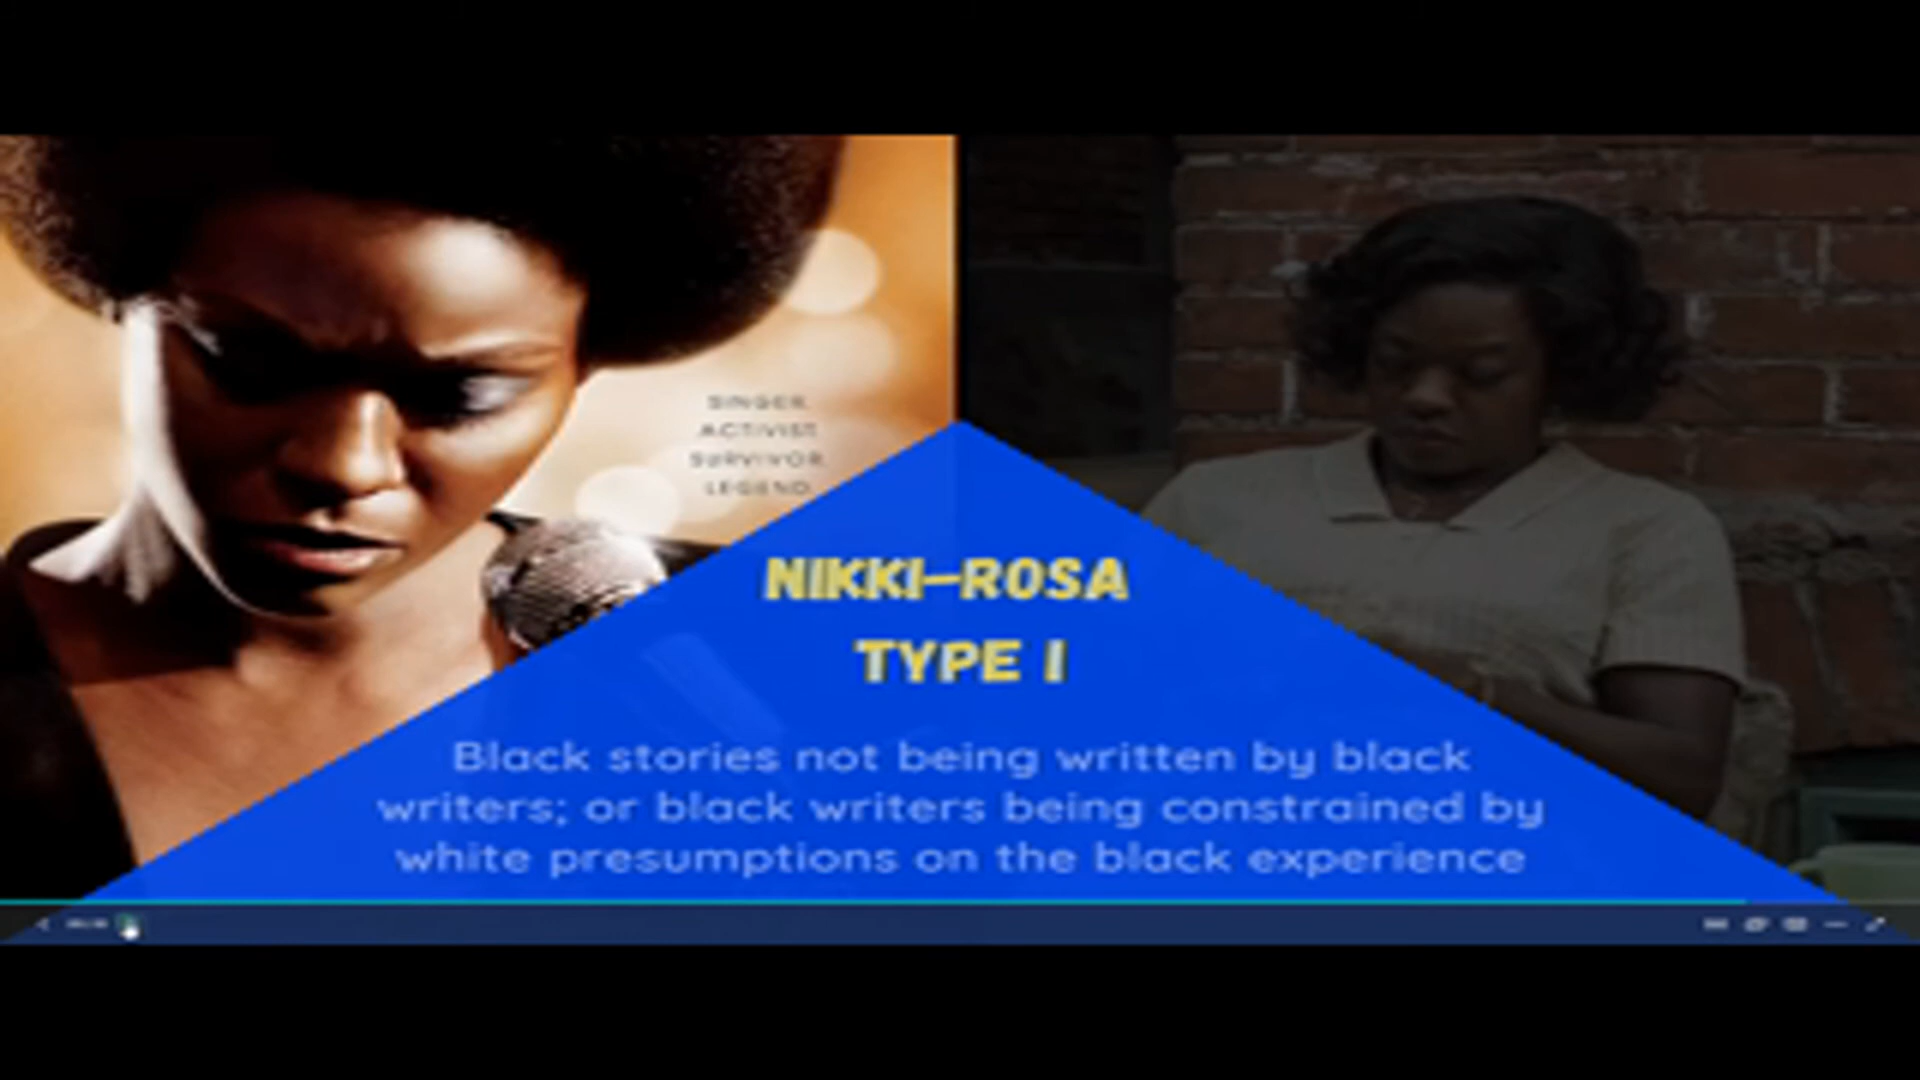 SINGER
ACTIVIST
SURVIVOR
LEGEND
NIKKI-ROSA
TYPE I
Black stories not being written by black
writers; or black writers being constrained by
white presumptions on the black experience